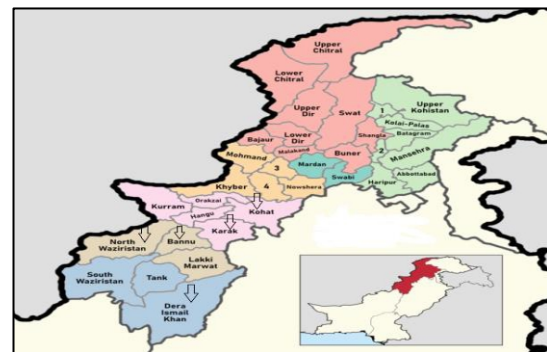 Upper
Chitral
Lower
Chitral
Upper
Dir
Swat
1
Upper
Kohistan
Kolai-Palas
Lower
Dir
Shangla
Batagram
Bajaur
Malakand
2
Mansehra
Mohmand
Buner
3
Mardan
Abbottabad
Swabi
Haripur
Khyber
4
Nowshera
Orakzai
Kurram
Kohat
Hangu
Karak
North
Waziristan
Bannu
Lakki
Marwat
South
Waziristan
Tank
Dera
Ismail
Khan